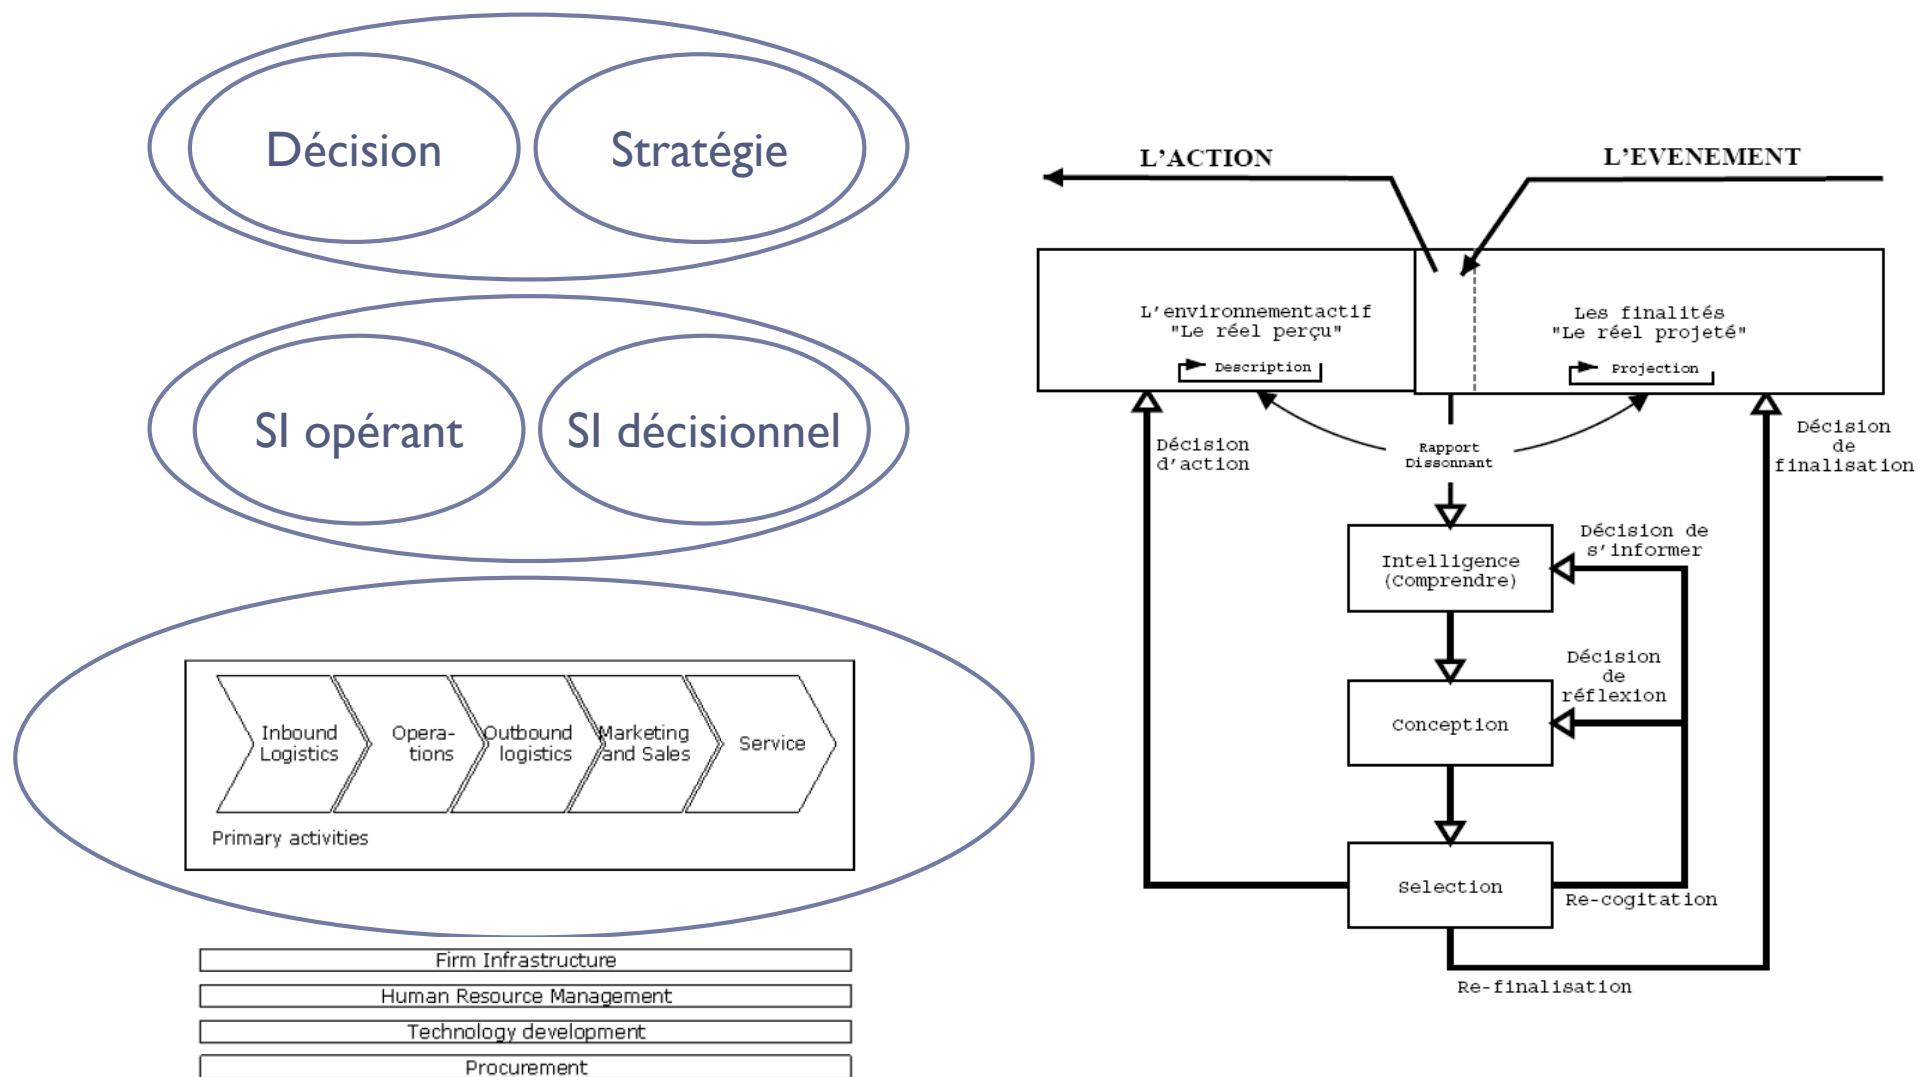 Décision
Stratégie
SI opérant
SI décisionnel
Inbound
Logistics
Opera-
tions
Outbound
logistics
Marketing
and Sales
Service
Primary activities
Firm Infrastructure
Human Resource Management
Technology development
Procurement
L'ACTION
L'EVENEMENT
L'environnementactif
"Le réel perçu"
Description
Les finalités
"Le réel projeté"
Projection
Décision
d'action
Rapport
Dissonnant
Décision
de
finalisation
Intelligence
(Comprendre)
Décision de
s'informer
Conception
Décision
de
réflexion
Selection
Re-cogitation
Re-finalisation